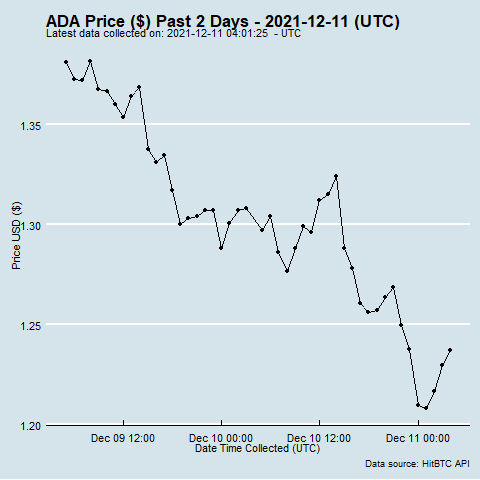 ADA Price ($) Past 2 Days - 2021-12-11 (UTC)
Latest data collected on: 2021-12-11 04:01:25 - UTC
Price USD ($)
1.35
1.30
1.25
1.20
Dec 09 12:00 Dec 10 00:00 Dec 10 12:00 Dec 11 00:00
Date Time Collected (UTC)
Data source: HitBTC API